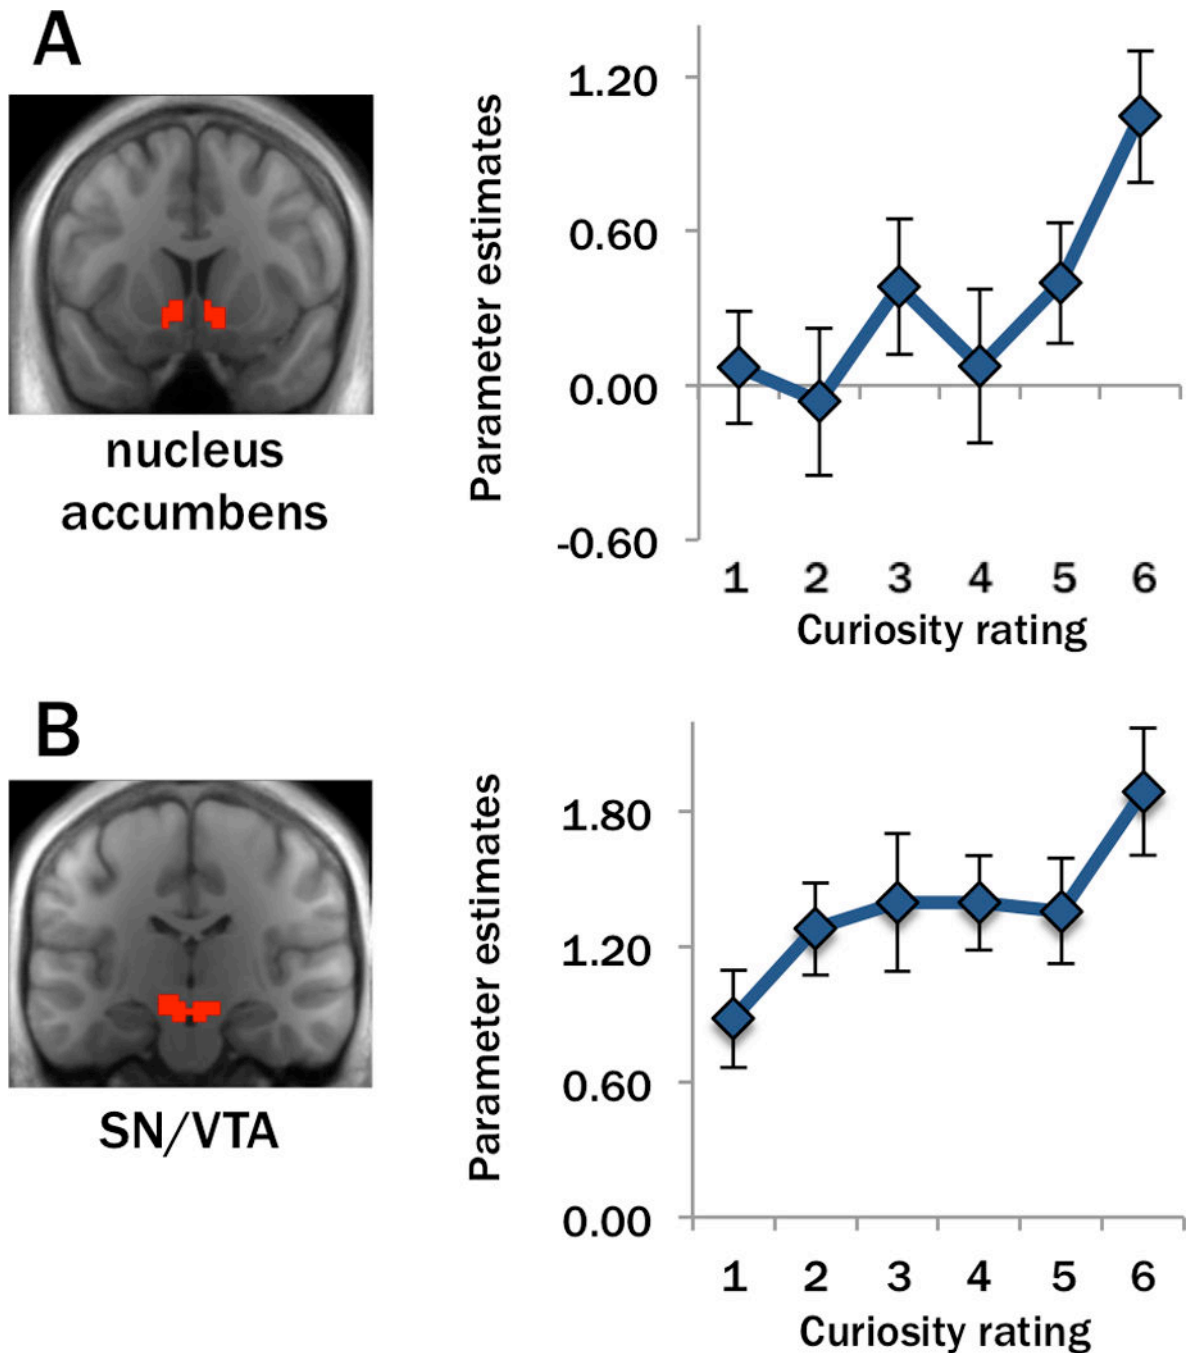 A
nucleus
accumbens
Parameter estimates
1.20
0.60
0.00
-0.60
1 2 3 4 5 6
Curiosity rating
B
SN/VTA
Parameter estimates
1.80
1.20
0.60
0.00
1 2 3 4 5 6
Curiosity rating